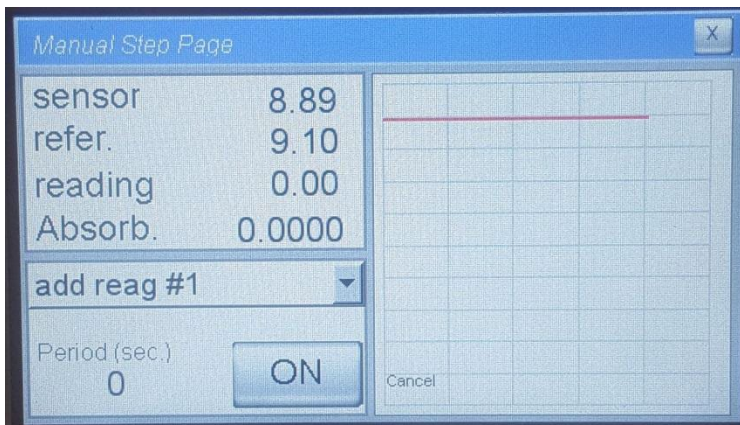 Manual Step Page X
sensor 8.89
refer. 9.10
reading 0.00
Absorb. 0.0000
add reag #1
Period (sec.)
0
ON
Cancel